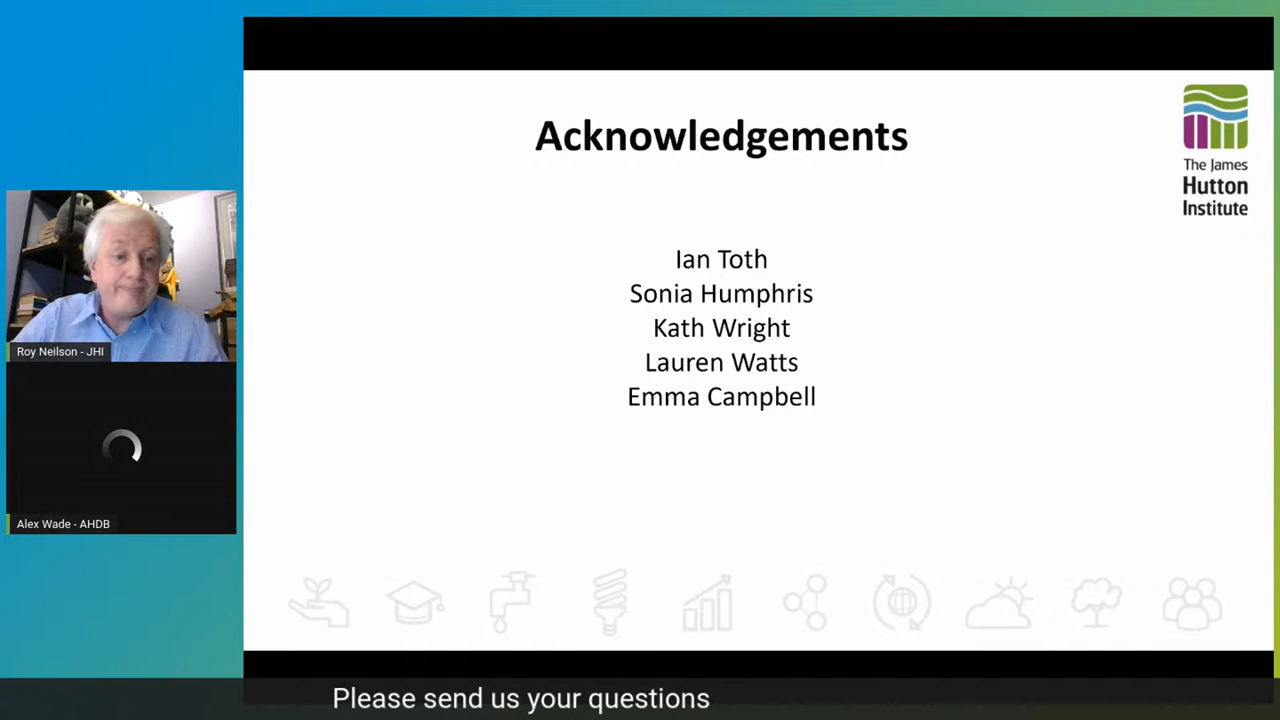 Acknowledgements
The James
Hutton
Institute
Ian Toth
Sonia Humphris
Kath Wright
Lauren Watts
Emma Campbell
Roy Neilson - JHI
Alex Wade - AHDB
Please send us your questions